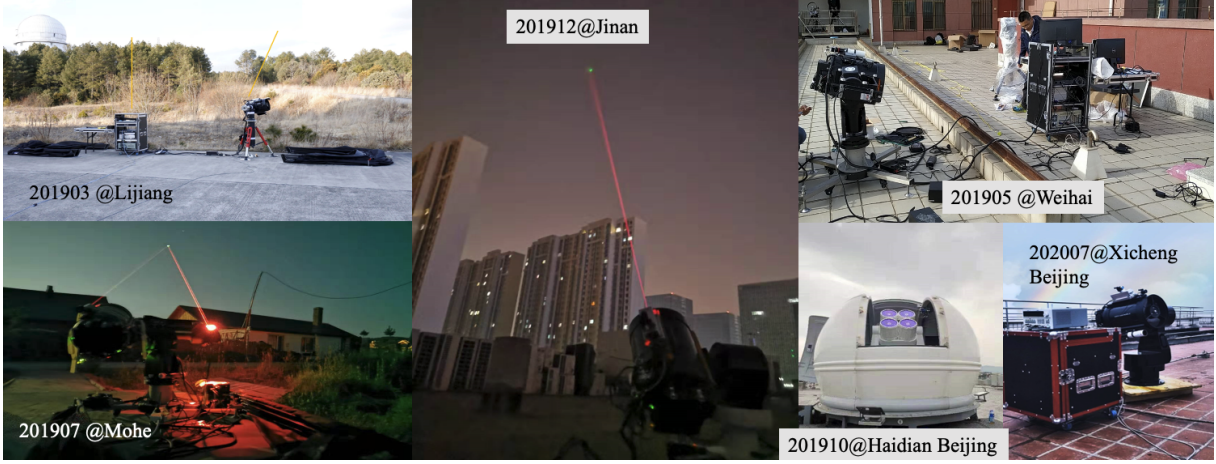 201903 @Lijiang
201912@Jinan
201905 @Weihai
201907 @Mohe
201910@Haidian Beijing
202007@Xicheng
Beijing